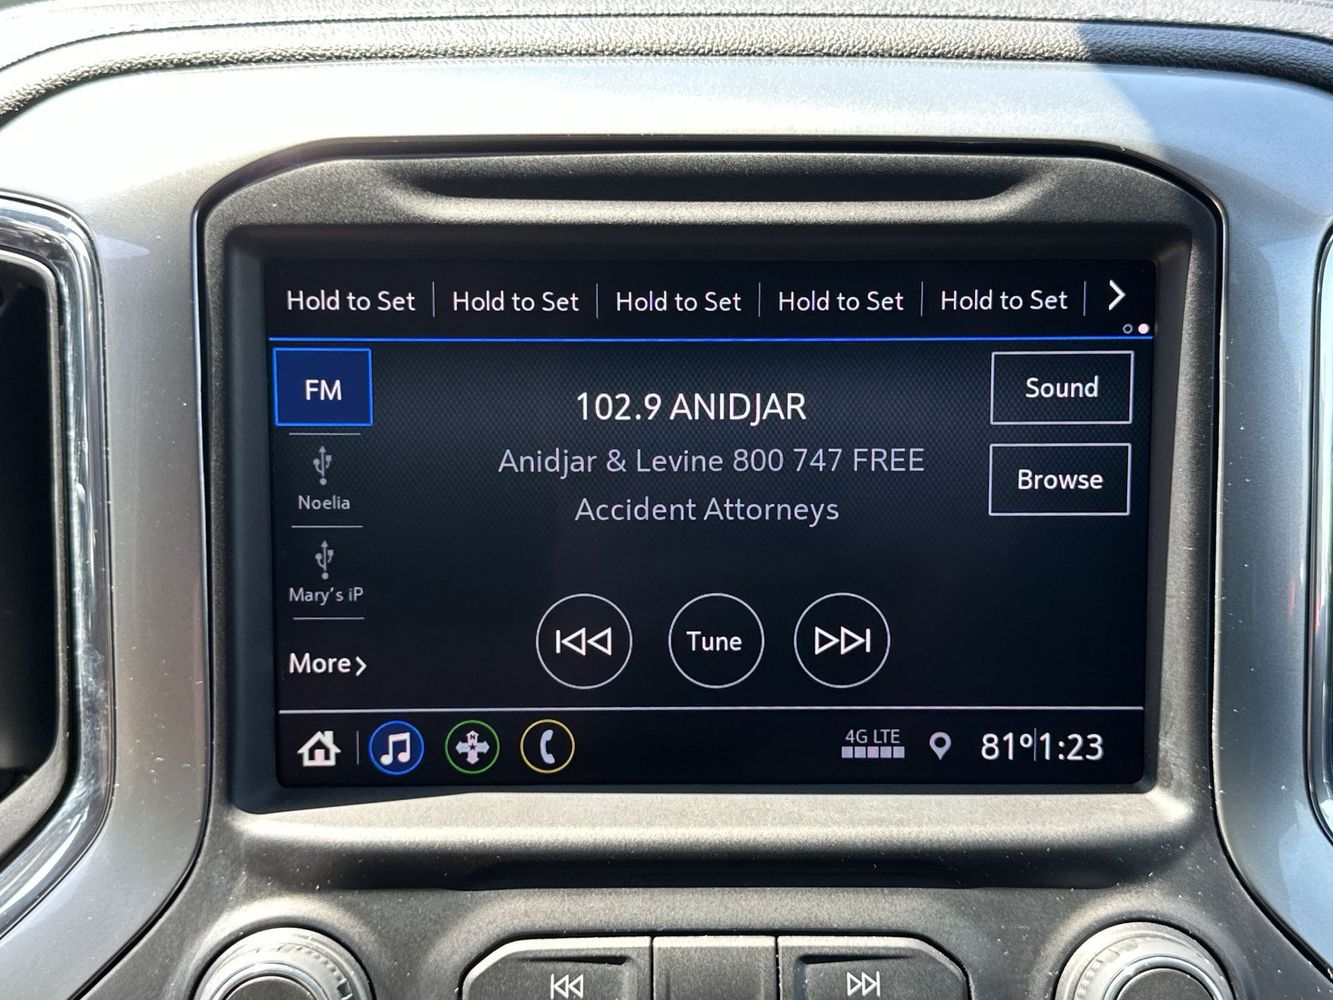 Hold to Set Hold to Set Hold to Set Hold to Set Hold to Set
FM
102.9 ANIDJAR
Sound
Anidjar & Levine 800 747 FREE
Browse
Noelia
Accident Attorneys
Mary's iP
Tune
More
N
4G LTE
81° 1:23